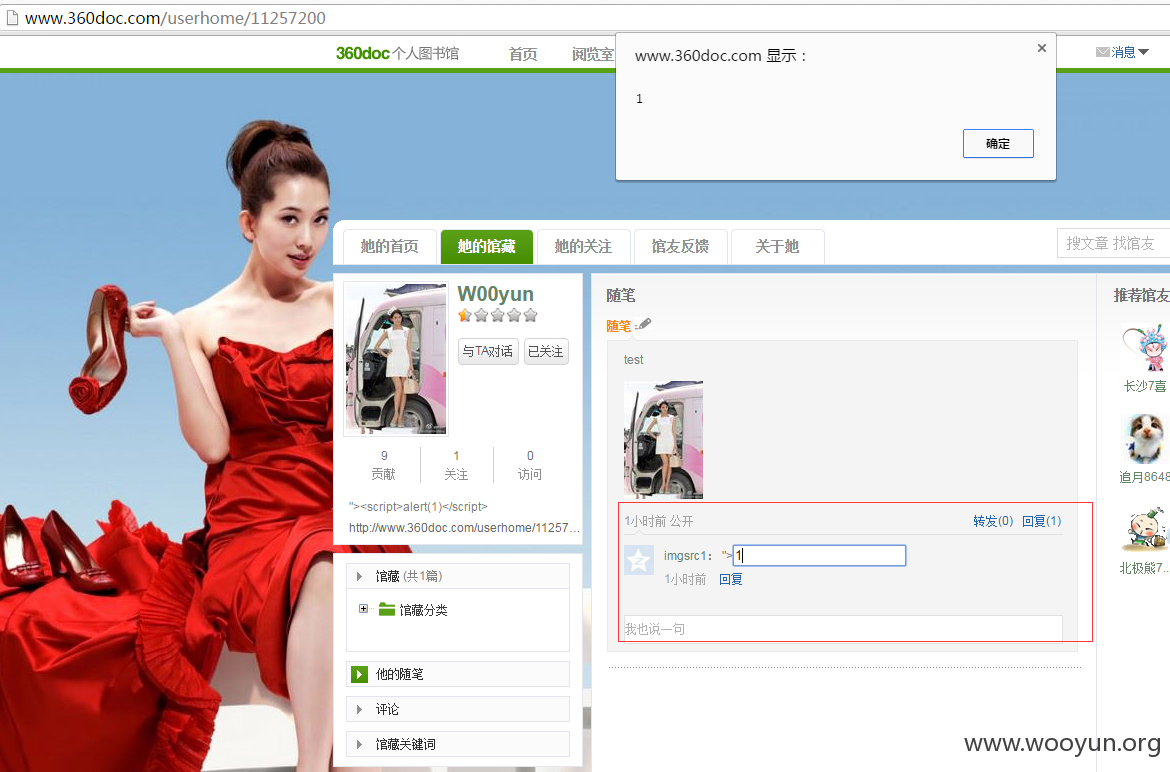 www.360doc.com/userhome/11257200
360doc 个人图书馆 首页 阅览室 消息
www.360doc.com 显示：
1
确定
她的首页 她的馆藏 她的关注 馆友反馈 关于她 搜文章 找馆友
W00yun
与TA对话 已关注
9 1 0
贡献 关注 访问
"><script>alert(1)</script>
http://www.360doc.com/userhome/11257...
馆藏 (共1篇)
馆藏分类
他的随笔
评论
馆藏关键词
随笔
随笔
test
1小时前 公开 转发(0) 回复(1)
imgsrc1： "> 1
1小时前 回复
我也说一句
推荐馆友
长沙7喜
追月8648
北极熊7...
www.wooyun.org